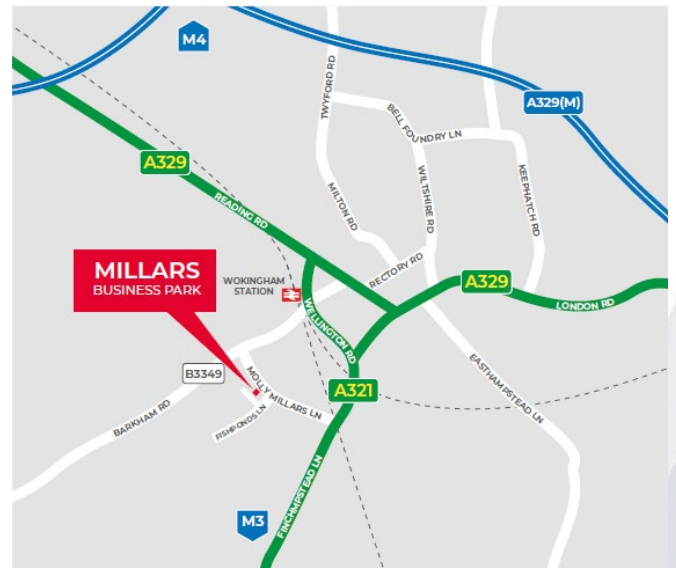 M4
TWYFORD RD
A329(M)
BELL FOUNDRY LN
A329
MILTON RD
WILTSHIRE RD
KEEPHATCH RD
READING RD
MILLARS
BUSINESS PARK
WOKINGHAM
STATION
RECTORY RD
A329
LONDON RD
WELLINGTON RD
B3349
MOLLY MILLARS LN
A321
EASTHAMPSTEAD LN
BARKHAM RD
FISHPONDS LN
M3
FINCHMPSTEAD LN